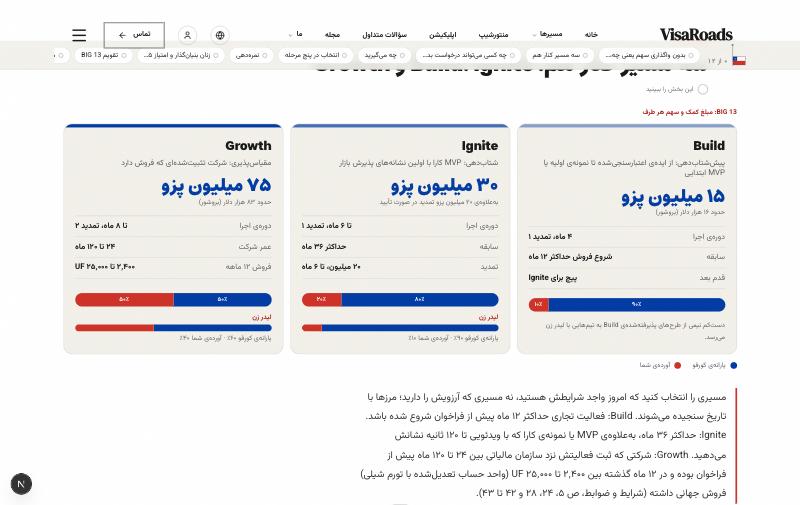 VisaRoads
خانه
مسیرها
منتورشیپ
اپلیکیشن
سؤالات متداول
مجله
ما
تماس
۰ از ۱۲
بدون واگذاری سهم یعنی چه...
سه مسیر کنار هم
چه کسی می‌تواند درخواست بد...
چه می‌گیرید
انتخاب در پنج مرحله
نمره‌دهی
زنان بنیان‌گذار و امتیاز ۵...
تقویم BIG 13
این بخش را ببینید
BIG 13: مبلغ کمک و سهم هر طرف
Build
پیش‌شتاب‌دهی: از ایده‌ی اعتبارسنجی‌شده تا نمونه‌ی اولیه یا
MVP ابتدایی
۱۵ میلیون پزو
(حدود ۱۶ هزار دلار (بروشور
دوره‌ی اجرا
۴ ماه، تمدید ۱
سابقه
شروع فروش حداکثر ۱۲ ماه
قدم بعد
پیچ برای Ignite
۹۰٪
۱۰٪
دست‌کم نیمی از طرح‌های پذیرفته‌شده‌ی Build به تیم‌هایی با لیدر زن
می‌رسد.
Ignite
شتاب‌دهی: MVP کارا با اولین نشانه‌های پذیرش بازار
۳۰ میلیون پزو
به‌علاوه‌ی ۲۰ میلیون پزو تمدید در صورت تأیید
دوره‌ی اجرا
تا ۶ ماه، تمدید ۱
سابقه
حداکثر ۳۶ ماه
تمدید
۲۰ میلیون، تا ۶ ماه
۸۰٪
۲۰٪
لیدر زن
یارانه‌ی کورفو ۹۰٪ · آورده‌ی شما ۱۰٪
Growth
مقیاس‌پذیری: شرکت تثبیت‌شده‌ای که فروش دارد
۷۵ میلیون پزو
حدود ۸۳ هزار دلار (بروشور)
دوره‌ی اجرا
تا ۸ ماه، تمدید ۲
عمر شرکت
۲۴ تا ۱۲۰ ماه
فروش ۱۲ ماهه
۲,۴۰۰ تا ۲۵,۰۰۰ UF
۵۰٪
۵۰٪
لیدر زن
یارانه‌ی کورفو ۶۰٪ · آورده‌ی شما ۴۰٪
یارانه‌ی کورفو
آورده‌ی شما
مسیری را انتخاب کنید که امروز واجد شرایطش هستید، نه مسیری که آرزویش را دارید؛ مرزها با
تاریخ سنجیده می‌شوند. Build: فعالیت تجاری حداکثر ۱۲ ماه پیش از فراخوان شروع شده باشد.
Ignite: حداکثر ۳۶ ماه، به‌علاوه‌ی MVP یا نمونه‌ی کارا که با ویدئویی تا ۱۲۰ ثانیه نشانش
می‌دهید. Growth: شرکتی که ثبت فعالیتش نزد سازمان مالیاتی بین ۲۴ تا ۱۲۰ ماه پیش از
فراخوان بوده و در ۱۲ ماه گذشته بین ۲,۴۰۰ تا ۲۵,۰۰۰ UF (واحد حساب تعدیل‌شده با تورم شیلی)
فروش جهانی داشته (شرایط و ضوابط، ص ۵، ۲۴، ۲۸ و ۴۲ تا ۴۳).